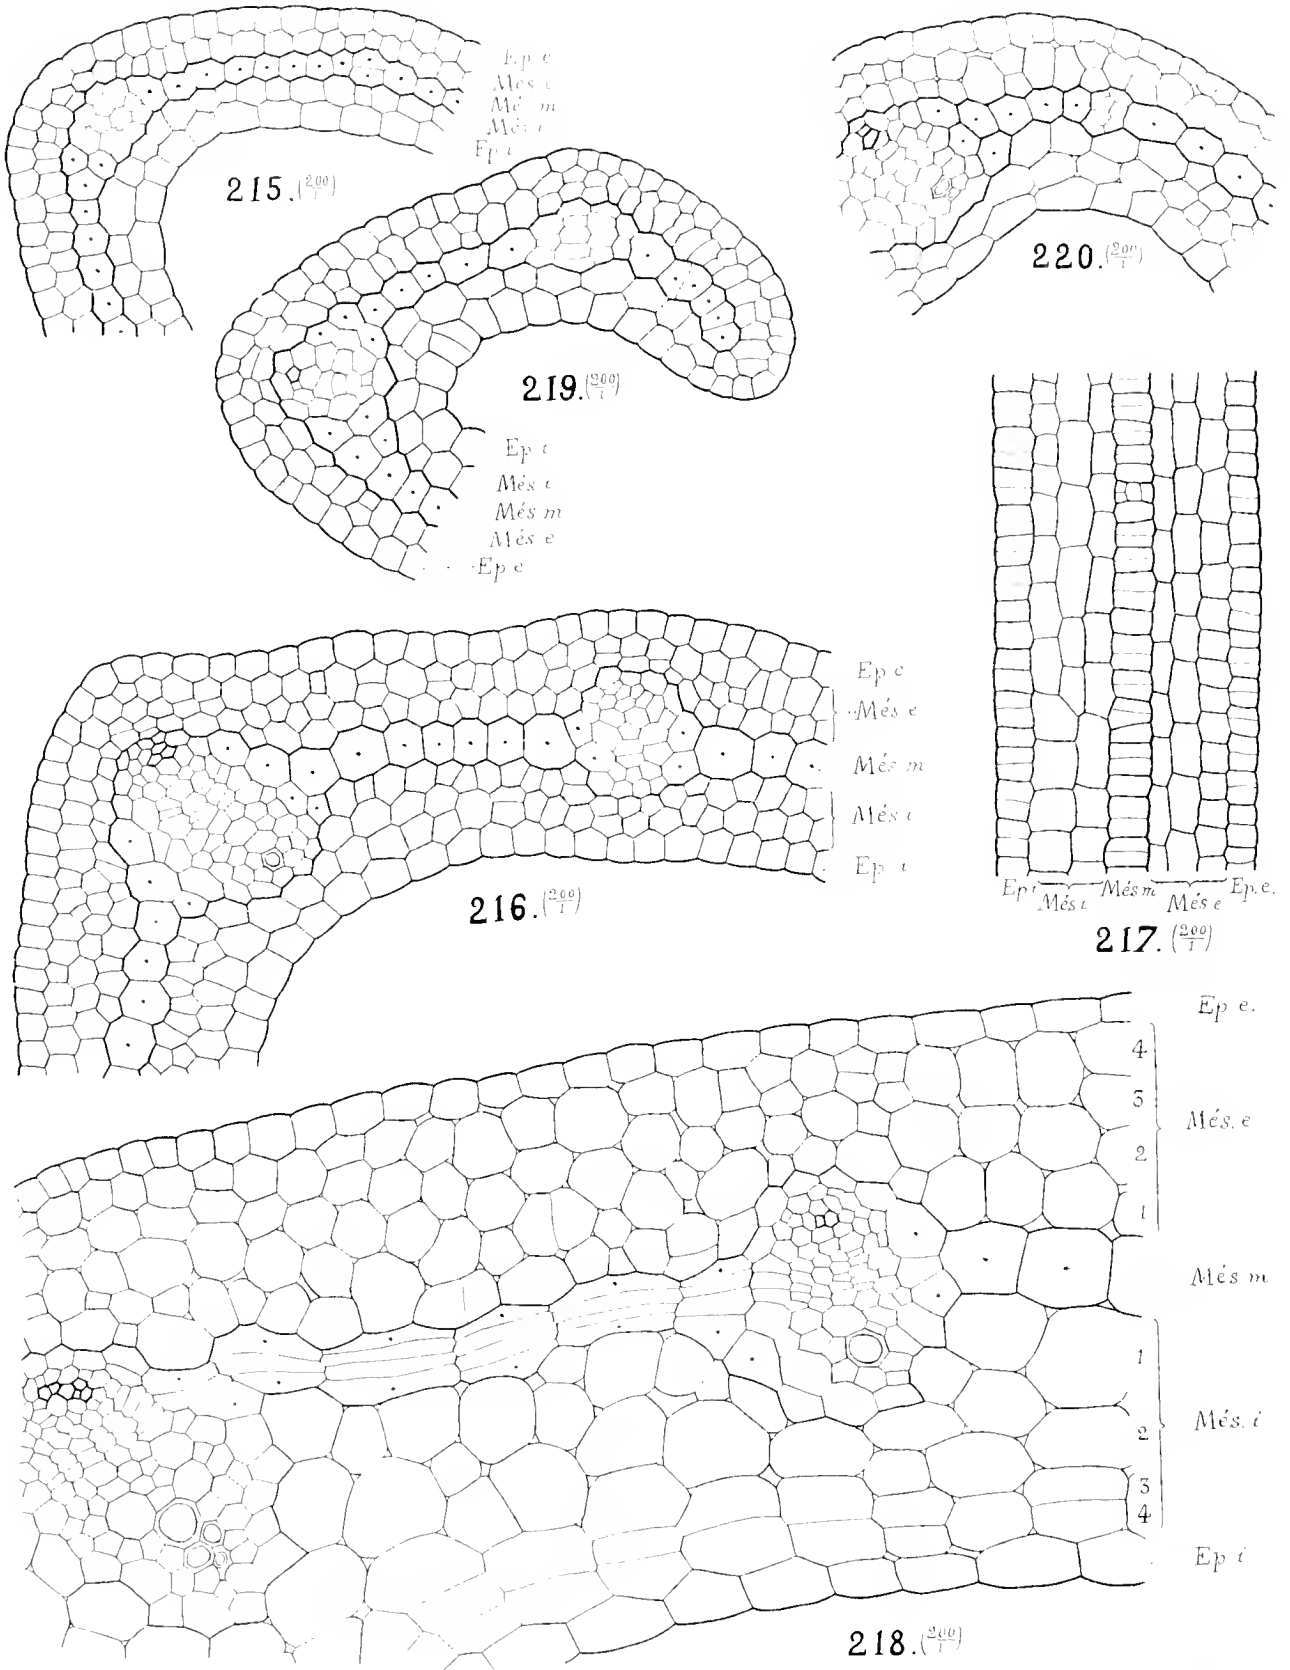 Ep e
Més e
Més m
Més i
Ep i
215. (200/1)
220. (200/1)
219. (200/1)
Ep i
Més i
Més m
Més e
Ep e
Ep e
Més e
Més m
Més i
Ep i
216. (200/1)
Ep i Més i Més m Més e Ep. e.
217. (200/1)
Ep e.
4
3
Més. e
2
1
Més m
1
Més. i
2
3
4
Ep i
218. (200/1)